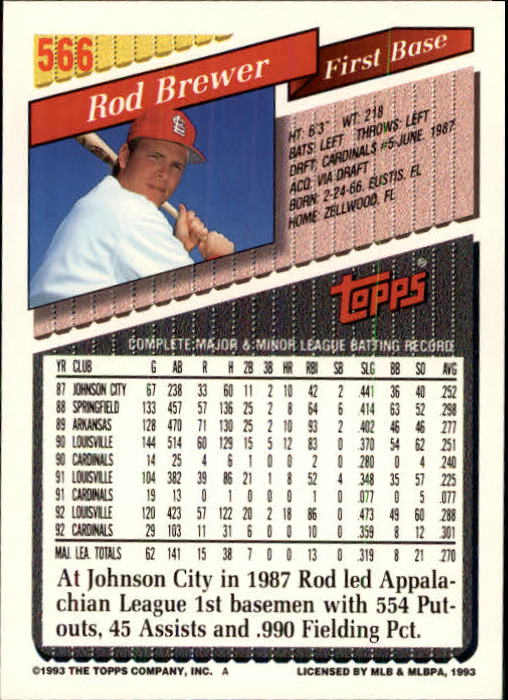 566
Rod Brewer
First Base
HT: 6'3" WT: 218
BATS: LEFT THROWS: LEFT
DRFT: CARDINALS #5-JUNE, 1987
ACQ: VIA DRAFT
BORN: 2-24-66, EUSTIS, FL
HOME: ZELLWOOD, FL
Topps®
COMPLETE MAJOR & MINOR LEAGUE BATTING RECORD
YR CLUB G AB R H 2B 3B HR RBI SB SLG BB SO AVG
87 JOHNSON CITY 67 238 33 60 11 2 10 42 2 .441 36 40 .252
88 SPRINGFIELD 133 457 57 136 25 2 8 64 6 .414 63 52 .298
89 ARKANSAS 128 470 71 130 25 2 10 93 2 .402 46 46 .277
90 LOUISVILLE 144 514 60 129 15 5 12 83 0 .370 54 62 .251
90 CARDINALS 14 25 4 6 1 0 0 2 0 .280 0 4 .240
91 LOUISVILLE 104 382 39 86 21 1 8 52 4 .348 35 57 .225
91 CARDINALS 19 13 0 1 0 0 0 1 0 .077 0 5 .077
92 LOUISVILLE 120 423 57 122 20 2 18 86 0 .473 49 60 .288
92 CARDINALS 29 103 11 31 6 0 0 10 0 .359 8 12 .301
MAJ. LEA. TOTALS 62 141 15 38 7 0 0 13 0 .319 8 21 .270
At Johnson City in 1987 Rod led Appala-
chian League 1st basemen with 554 Put-
outs, 45 Assists and .990 Fielding Pct.
©1993 THE TOPPS COMPANY, INC. A LICENSED BY MLB & MLBPA, 1993